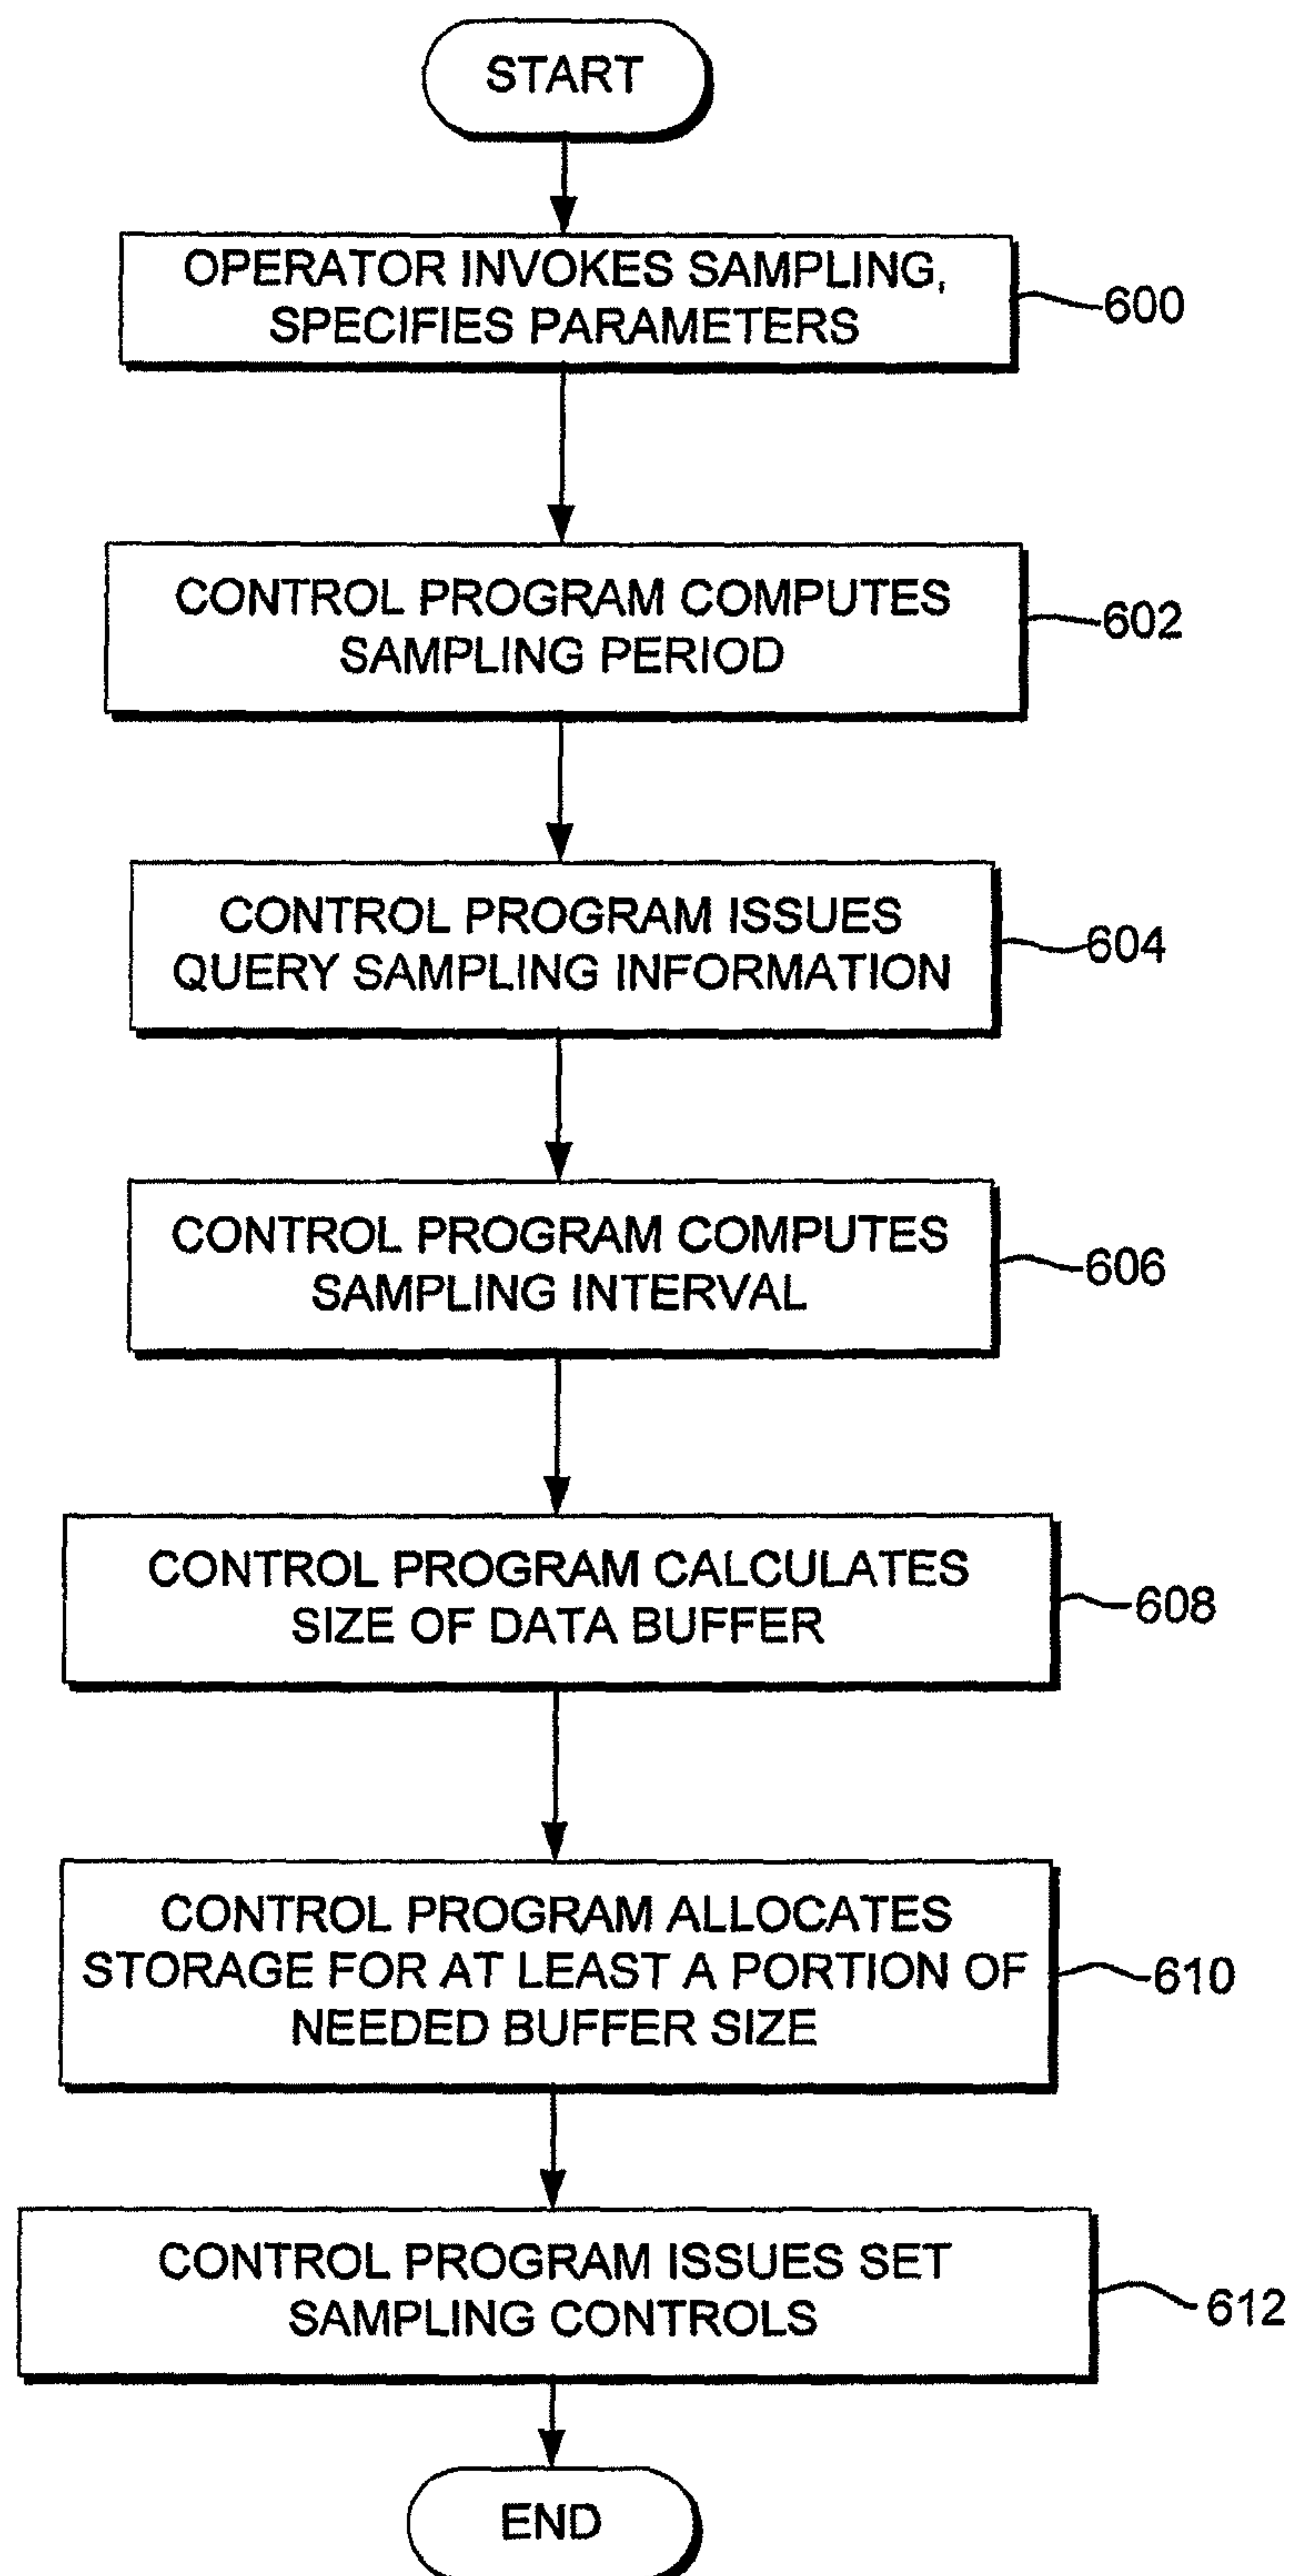 START
OPERATOR INVOKES SAMPLING,
SPECIFIES PARAMETERS
600
CONTROL PROGRAM COMPUTES
SAMPLING PERIOD
602
CONTROL PROGRAM ISSUES
QUERY SAMPLING INFORMATION
604
CONTROL PROGRAM COMPUTES
SAMPLING INTERVAL
606
CONTROL PROGRAM CALCULATES
SIZE OF DATA BUFFER
608
CONTROL PROGRAM ALLOCATES
STORAGE FOR AT LEAST A PORTION OF
NEEDED BUFFER SIZE
610
CONTROL PROGRAM ISSUES SET
SAMPLING CONTROLS
612
END